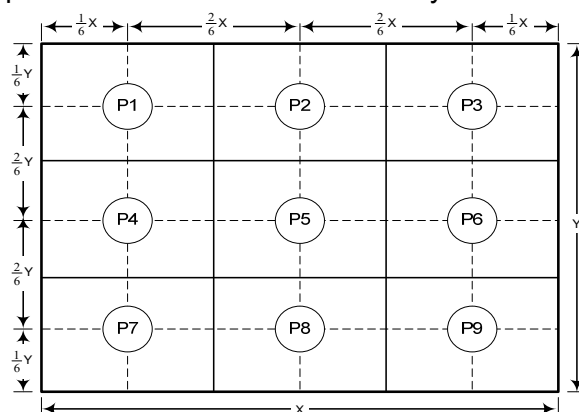 1/6 X 2/6 X 2/6 X 1/6 X
1/6 Y
P1 P2 P3
2/6 Y
P4 P5 P6 Y
2/6 Y
P7 P8 P9
1/6 Y
X